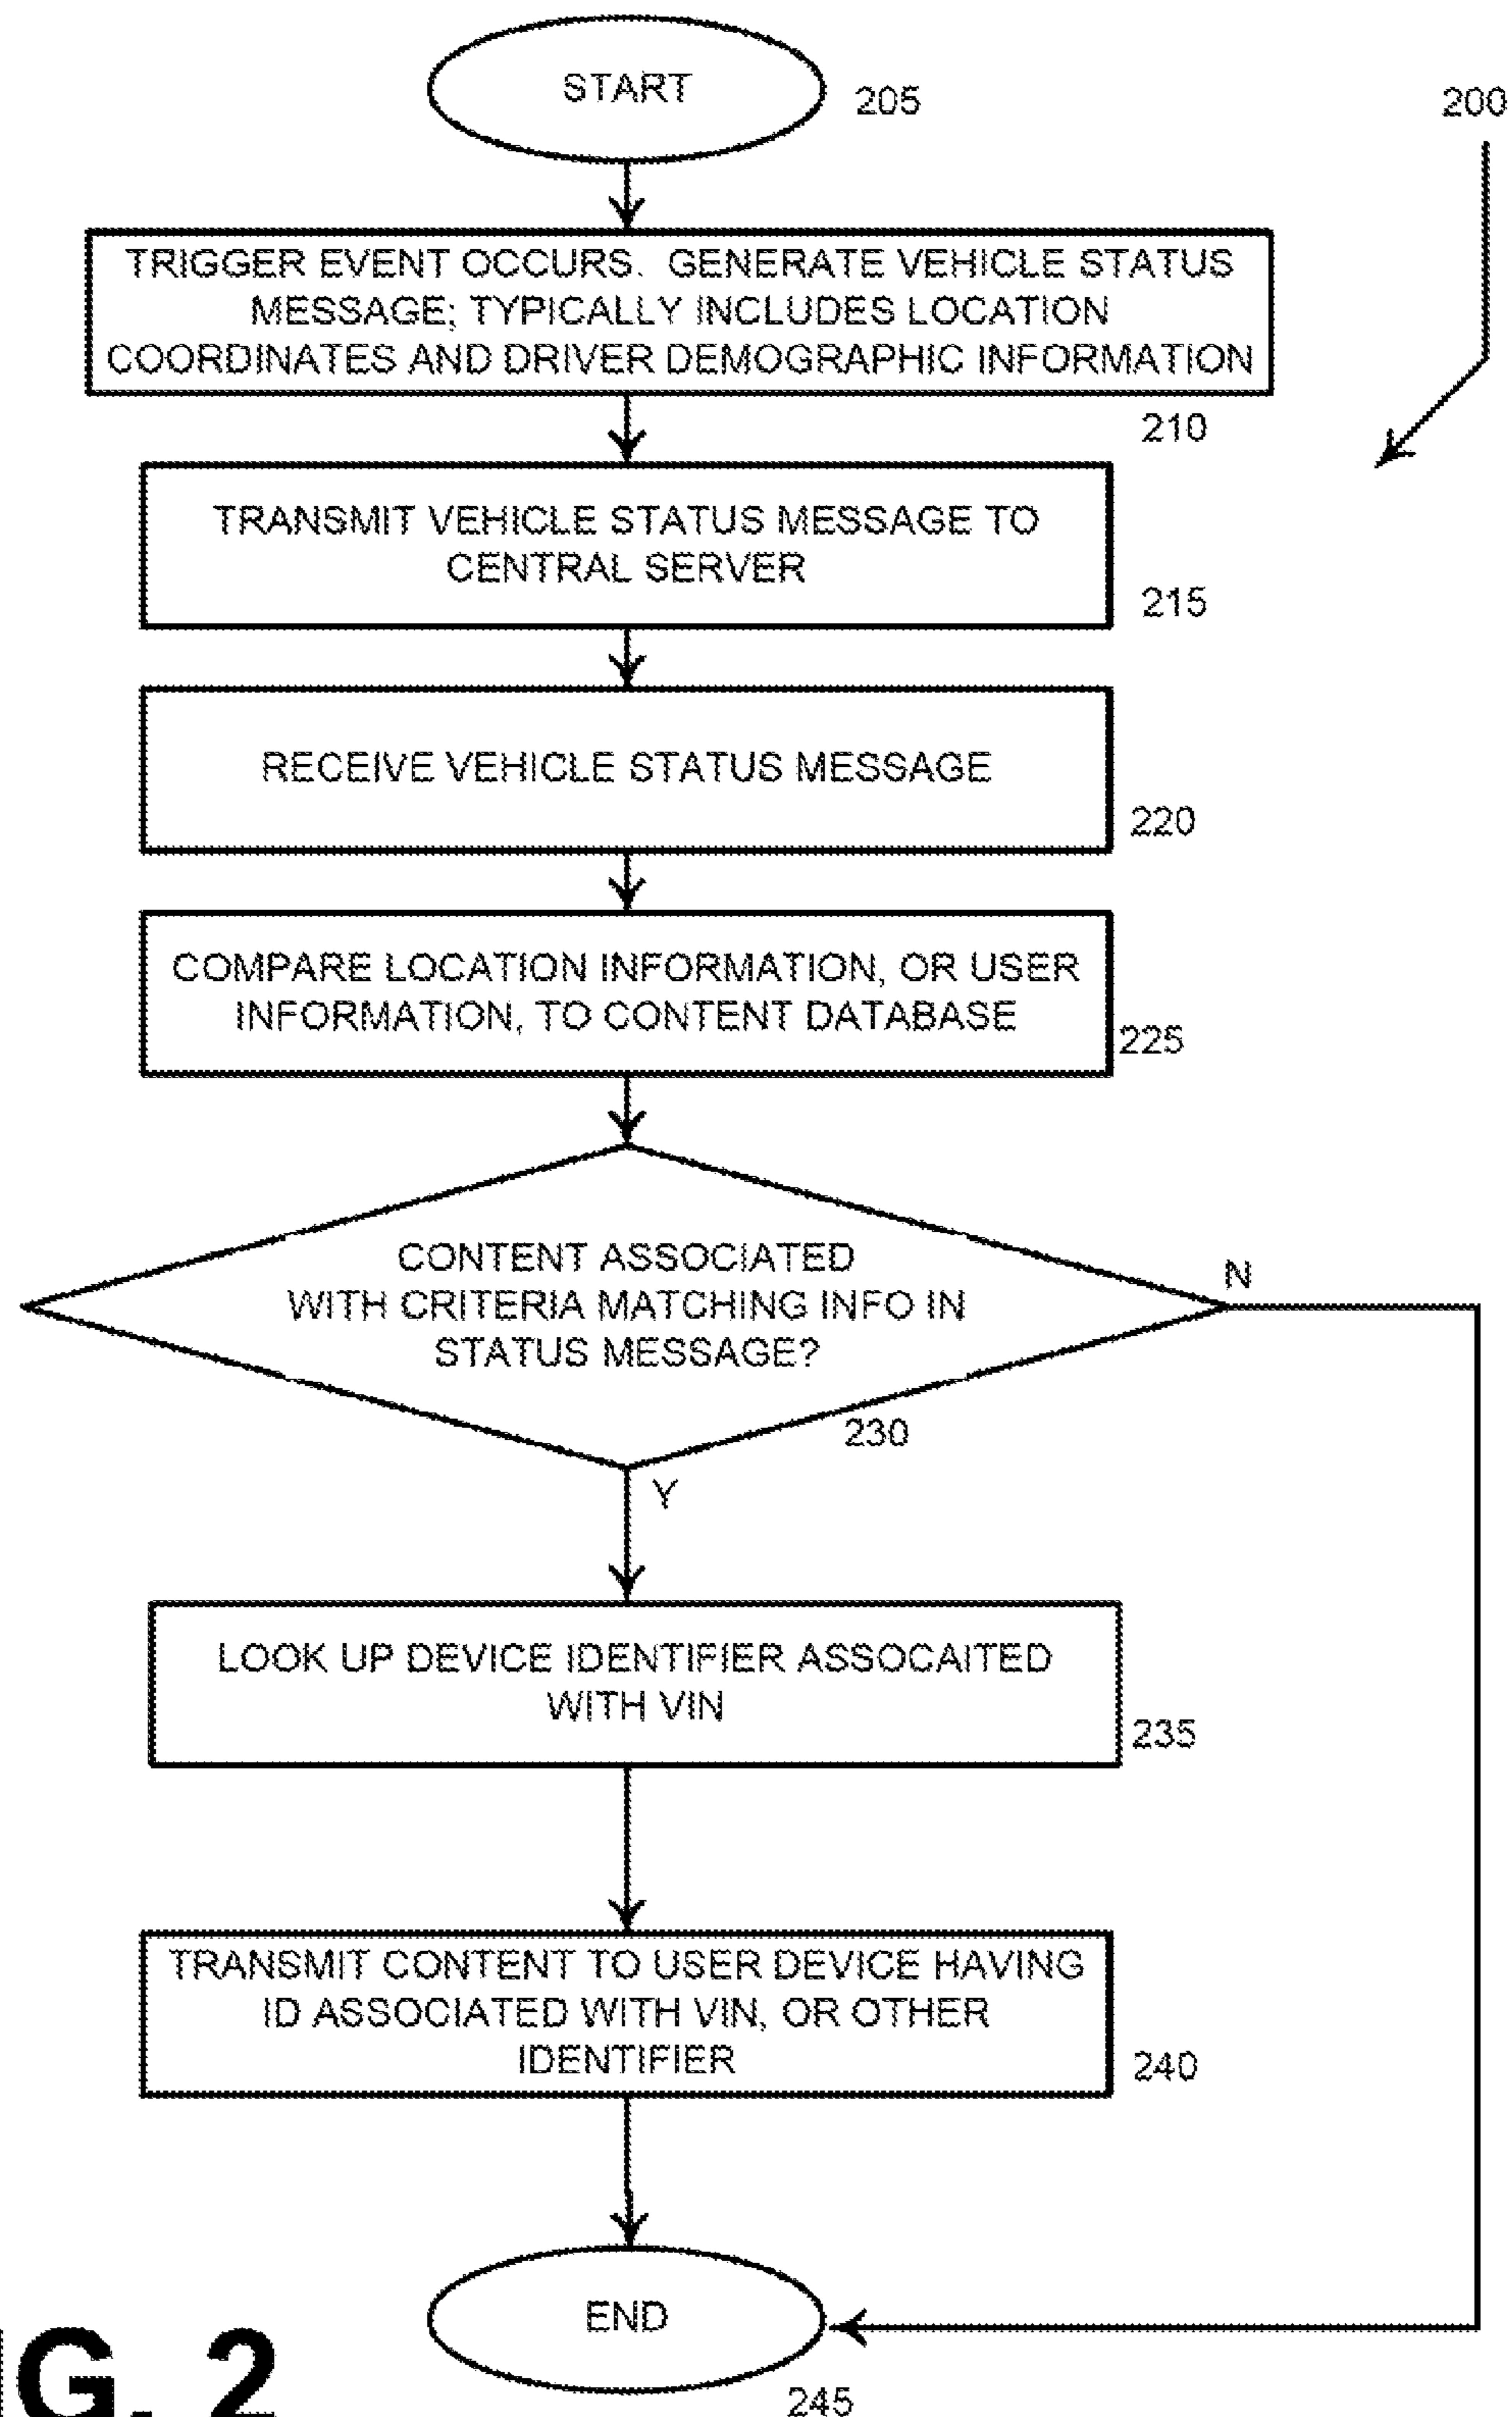 START
205
200
TRIGGER EVENT OCCURS. GENERATE VEHICLE STATUS
MESSAGE; TYPICALLY INCLUDES LOCATION
COORDINATES AND DRIVER DEMOGRAPHIC INFORMATION
210
TRANSMIT VEHICLE STATUS MESSAGE TO
CENTRAL SERVER
215
RECEIVE VEHICLE STATUS MESSAGE
220
COMPARE LOCATION INFORMATION, OR USER
INFORMATION, TO CONTENT DATABASE
225
CONTENT ASSOCIATED
WITH CRITERIA MATCHING INFO IN
STATUS MESSAGE?
N
230
Y
LOOK UP DEVICE IDENTIFIER ASSOCAITED
WITH VIN
235
TRANSMIT CONTENT TO USER DEVICE HAVING
ID ASSOCIATED WITH VIN, OR OTHER
IDENTIFIER
240
END
245
G. 2